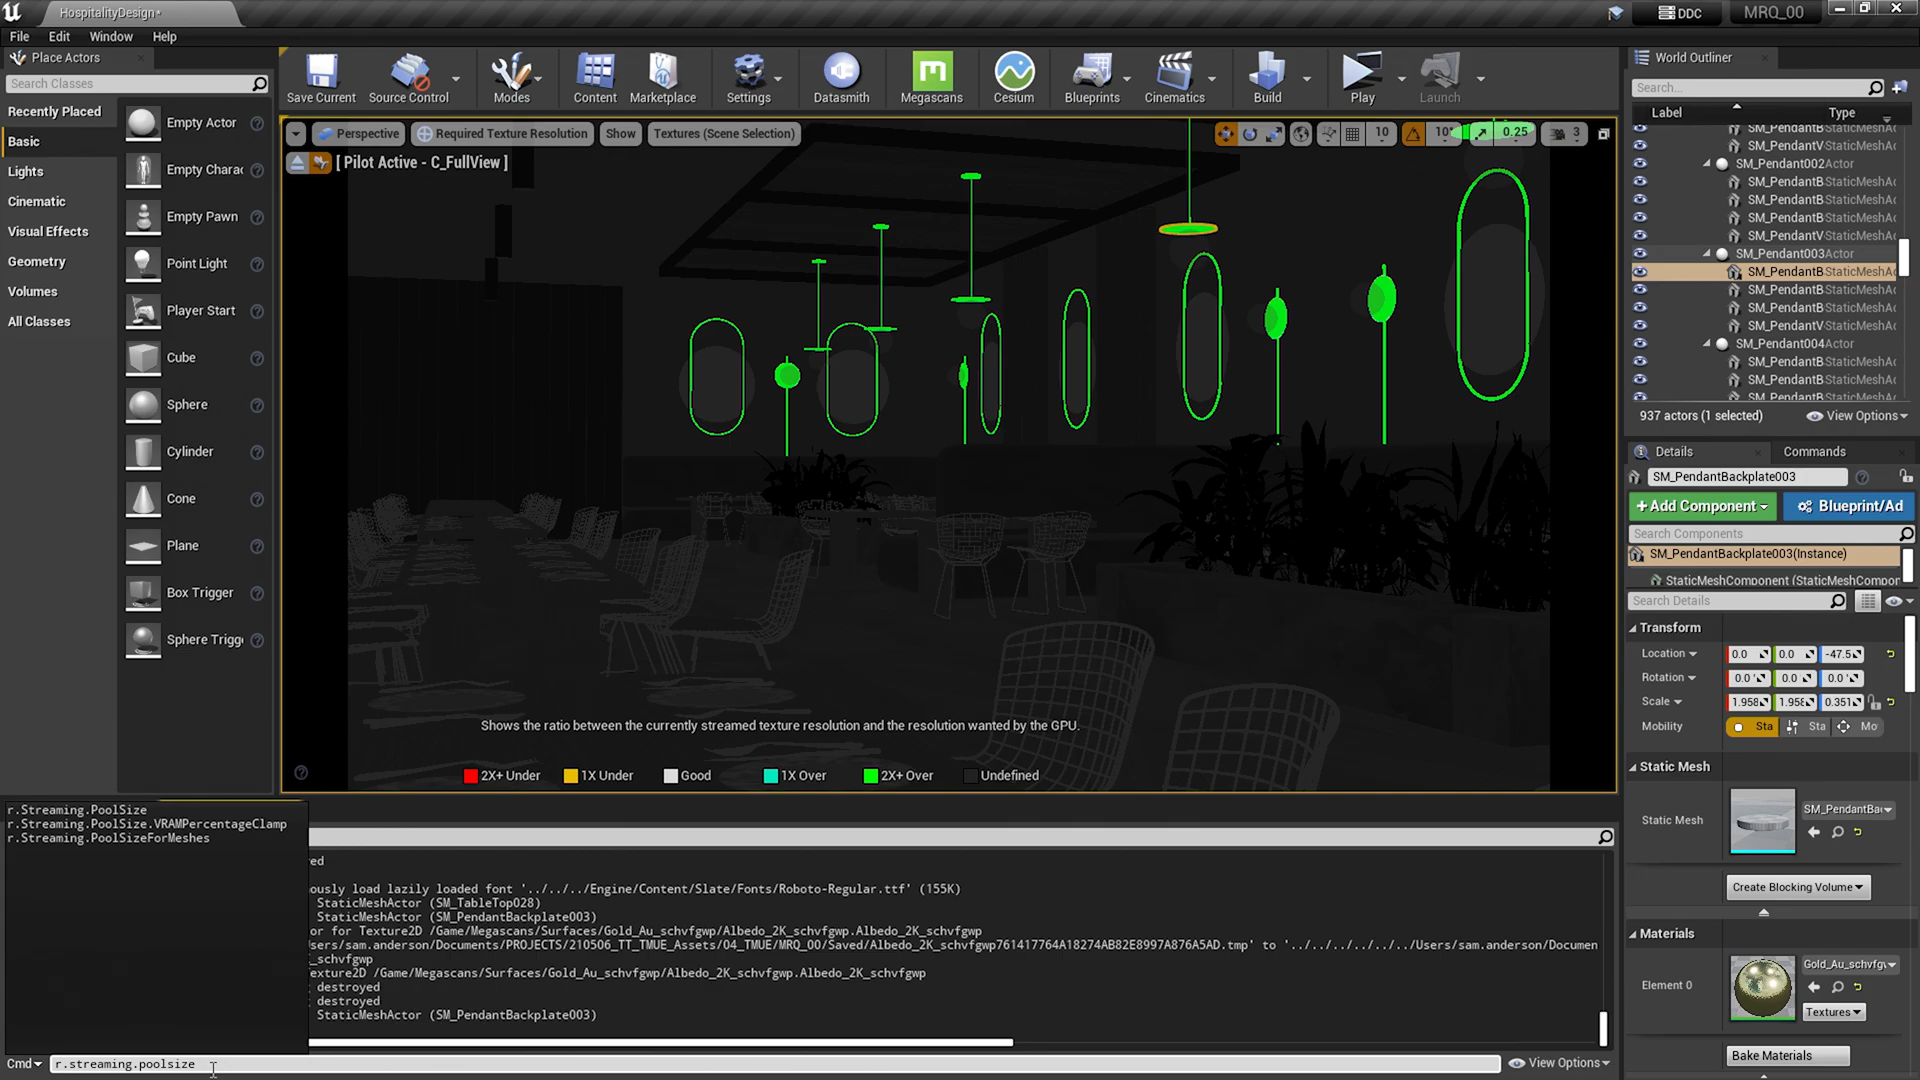 HospitalityDesign*
DDC
MRQ_00
File Edit Window Help
Place Actors
Search Classes
Recently Placed
Basic
Lights
Cinematic
Visual Effects
Geometry
Volumes
All Classes
Empty Actor
Empty Charac
Empty Pawn
Point Light
Player Start
Cube
Sphere
Cylinder
Cone
Plane
Box Trigger
Sphere Trigg
Save Current
Source Control
Modes
Content
Marketplace
Settings
Datasmith
Megascans
Cesium
Blueprints
Cinematics
Build
Play
Launch
Perspective
Required Texture Resolution
Show
Textures (Scene Selection)
10
10°
0.25
3
[ Pilot Active - C_FullView ]
Shows the ratio between the currently streamed texture resolution and the resolution wanted by the GPU.
2X+ Under
1X Under
Good
1X Over
2X+ Over
Undefined
r.Streaming.PoolSize
r.Streaming.PoolSize.VRAMPercentageClamp
r.Streaming.PoolSizeForMeshes
ed
ously load lazily loaded font '../../../Engine/Content/Slate/Fonts/Roboto-Regular.ttf' (155K)
StaticMeshActor (SM_TableTop028)
StaticMeshActor (SM_PendantBackplate003)
or for Texture2D /Game/Megascans/Surfaces/Gold_Au_schvfgwp/Albedo_2K_schvfgwp.Albedo_2K_schvfgwp
sers/sam.anderson/Documents/PROJECTS/210506_TT_TMUE_Assets/04_TMUE/MRQ_00/Saved/Albedo_2K_schvfgwp761417764A18274AB82E8997A876A5AD.tmp' to '../../../../../../Users/sam.anderson/Documen
_schvfgwp
exture2D /Game/Megascans/Surfaces/Gold_Au_schvfgwp/Albedo_2K_schvfgwp.Albedo_2K_schvfgwp
destroyed
destroyed
StaticMeshActor (SM_PendantBackplate003)
Cmd
r.streaming.poolsize
View Options
World Outliner
Search...
Label Type
SM_PendantB StaticMeshAc
SM_PendantV StaticMeshAc
SM_Pendant002 Actor
SM_PendantB StaticMeshAc
SM_PendantB StaticMeshAc
SM_PendantB StaticMeshAc
SM_PendantV StaticMeshAc
SM_Pendant003 Actor
SM_PendantB StaticMeshAc
SM_PendantB StaticMeshAc
SM_PendantB StaticMeshAc
SM_PendantV StaticMeshAc
SM_Pendant004 Actor
SM_PendantB StaticMeshAc
SM_PendantB StaticMeshAc
SM_PendantB StaticMeshAc
937 actors (1 selected)
View Options
Details
Commands
SM_PendantBackplate003
+Add Component
Blueprint/Ad
Search Components
SM_PendantBackplate003(Instance)
StaticMeshComponent (StaticMeshCompor
Search Details
Transform
Location 0.0 0.0 -47.5
Rotation 0.0 ° 0.0 ° 0.0 °
Scale 1.958 1.958 0.351
Mobility Sta Sta Mo
Static Mesh
Static Mesh
SM_PendantBa
Create Blocking Volume
Materials
Element 0
Gold_Au_schvfgv
Textures
Bake Materials